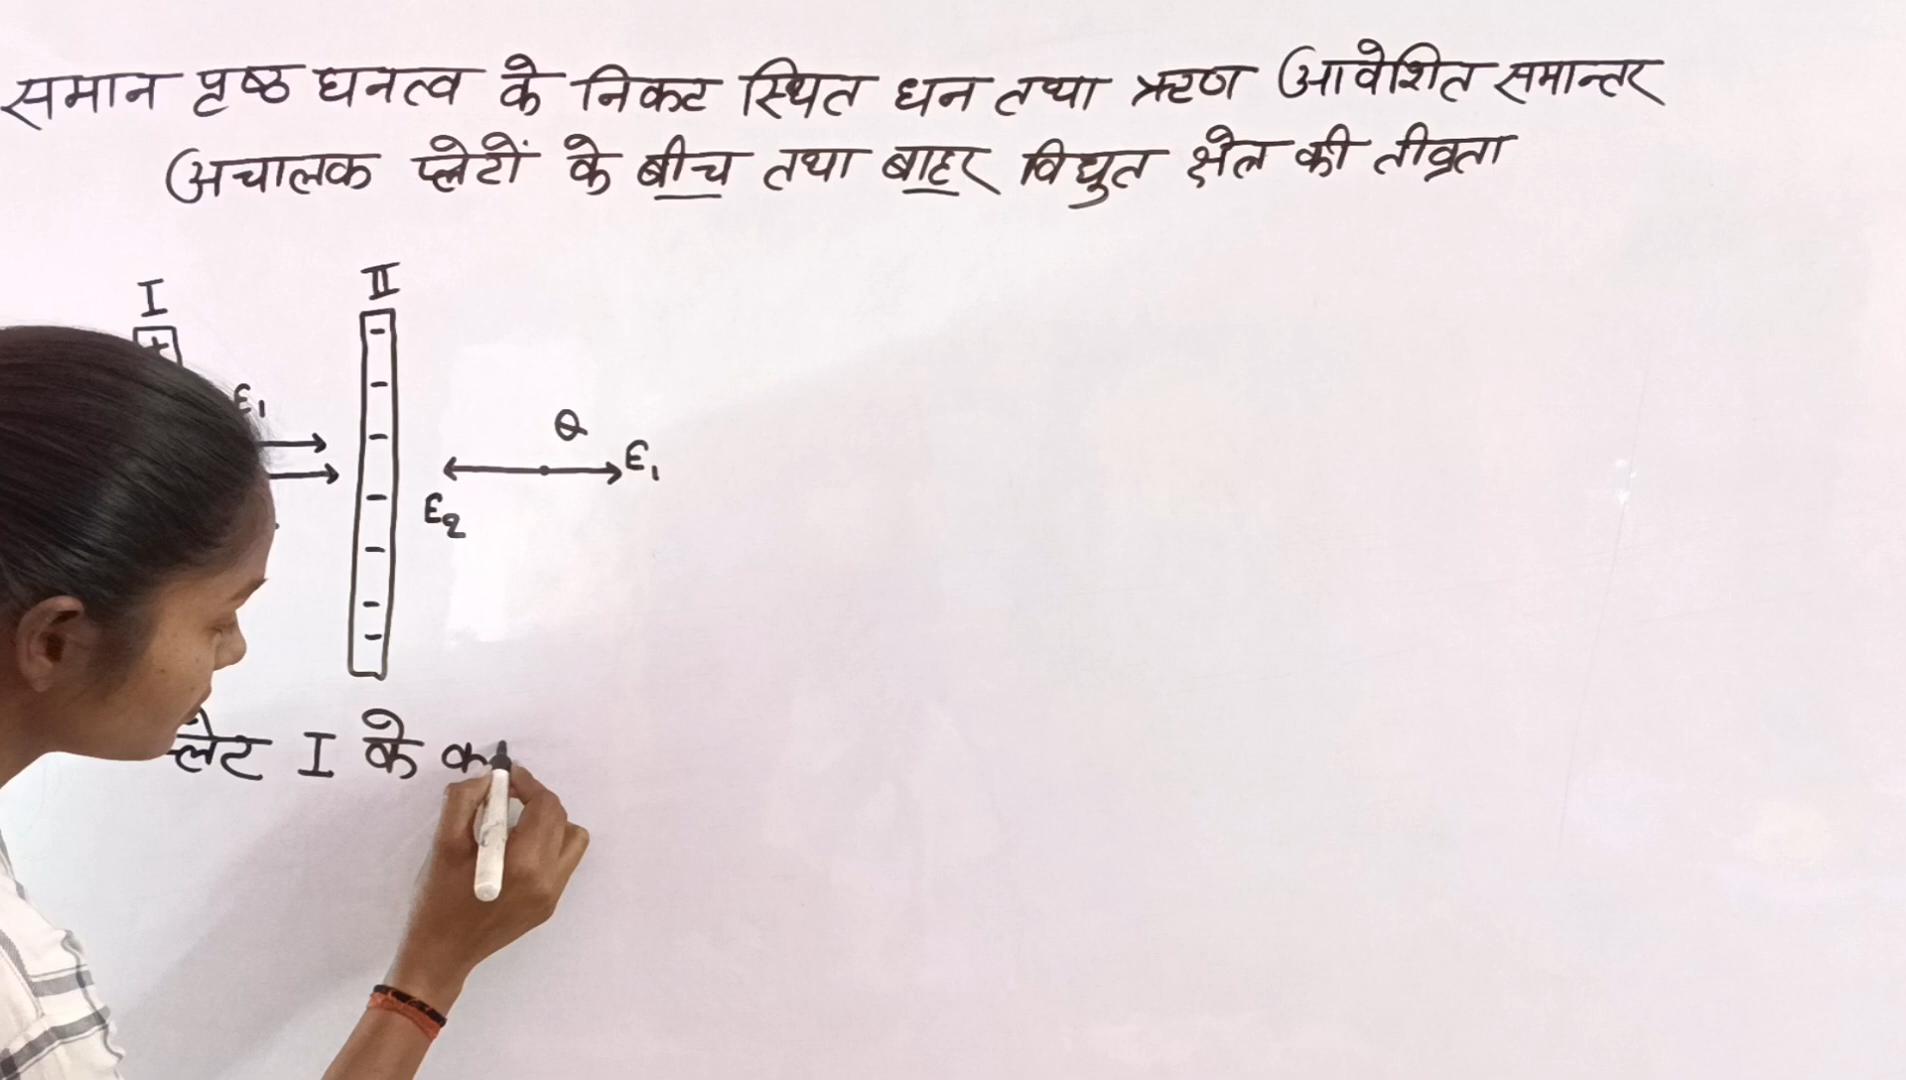 समान पृष्ठ घनत्व के निकट स्थित धन तथा ऋण आवेशित समान्तर
अचालक प्लेटों के बीच तथा बाहर विद्युत क्षेत्र की तीव्रता
I
II
+
E₁
Q
E₁
E₂
प्लेट I के